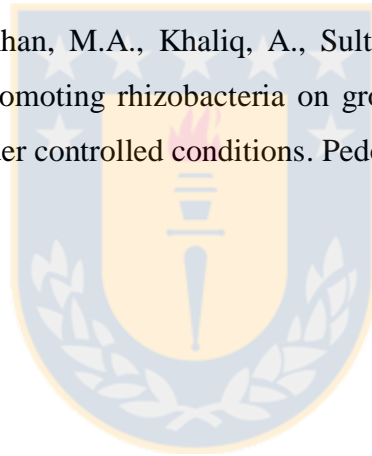 han, M.A., Khaliq, A., Sult
omoting rhizobacteria on gro
er controlled conditions. Pedo